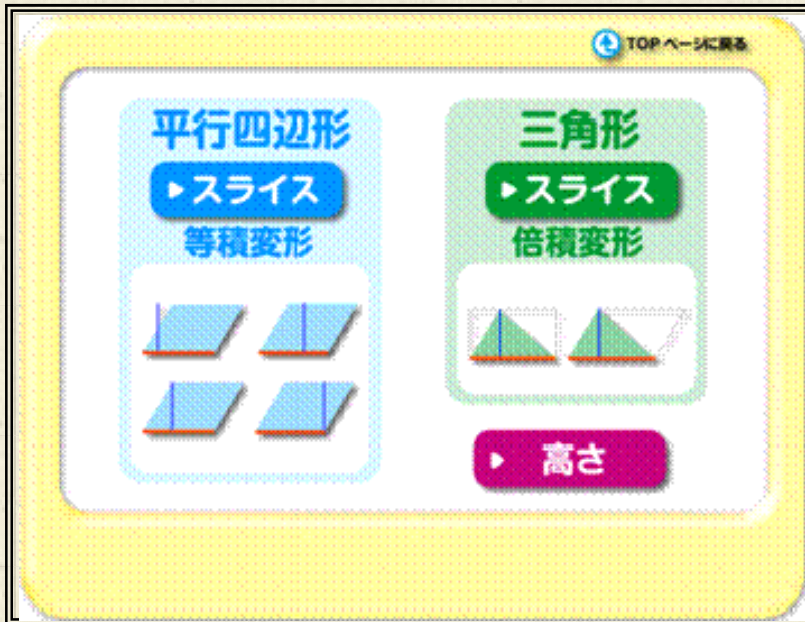 TOPページに戻る
平行四辺形
スライス
等積変形
三角形
スライス
倍積変形
高さ